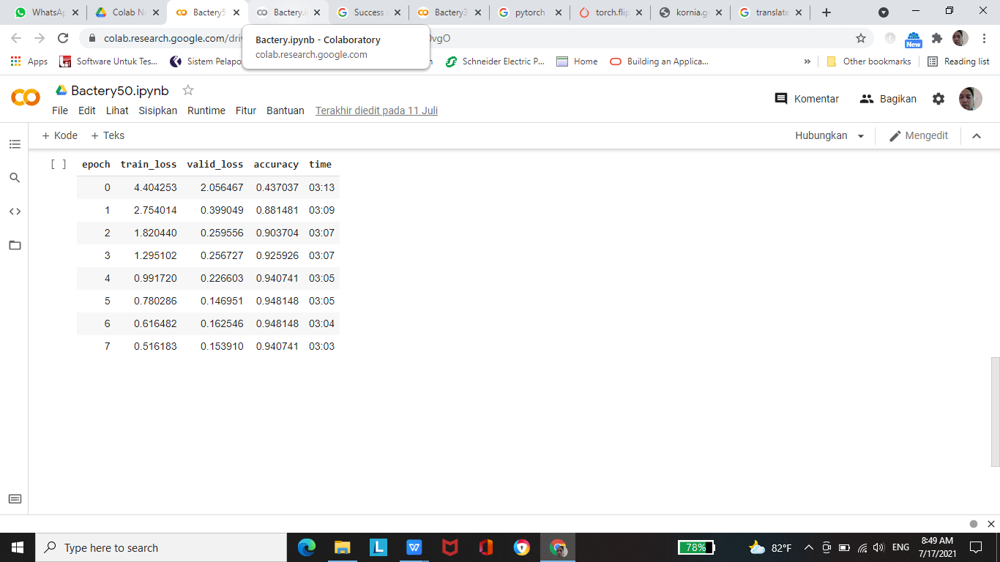 WhatsAp
Colab No
Bactery5
Bactery.i
Success
Bactery3
pytorch
torch.flip
kornia.g
translate
colab.research.google.com/driv
vgO
Bactery.ipynb - Colaboratory
colab.research.google.com
New
Apps
Software Untuk Tes...
Sistem Pelapo
Schneider Electric P...
Home
Building an Applica...
»
Other bookmarks
Reading list
Bactery50.ipynb
File Edit Lihat Sisipkan Runtime Fitur Bantuan Terakhir diedit pada 11 Juli
Komentar
Bagikan
+ Kode + Teks
Hubungkan
Mengedit
[ ] epoch train_loss valid_loss accuracy time
0 4.404253 2.056467 0.437037 03:13
1 2.754014 0.399049 0.881481 03:09
2 1.820440 0.259556 0.903704 03:07
3 1.295102 0.256727 0.925926 03:07
4 0.991720 0.226603 0.940741 03:05
5 0.780286 0.146951 0.948148 03:05
6 0.616482 0.162546 0.948148 03:04
7 0.516183 0.153910 0.940741 03:03
Type here to search
78%
82°F
ENG
8:49 AM
7/17/2021